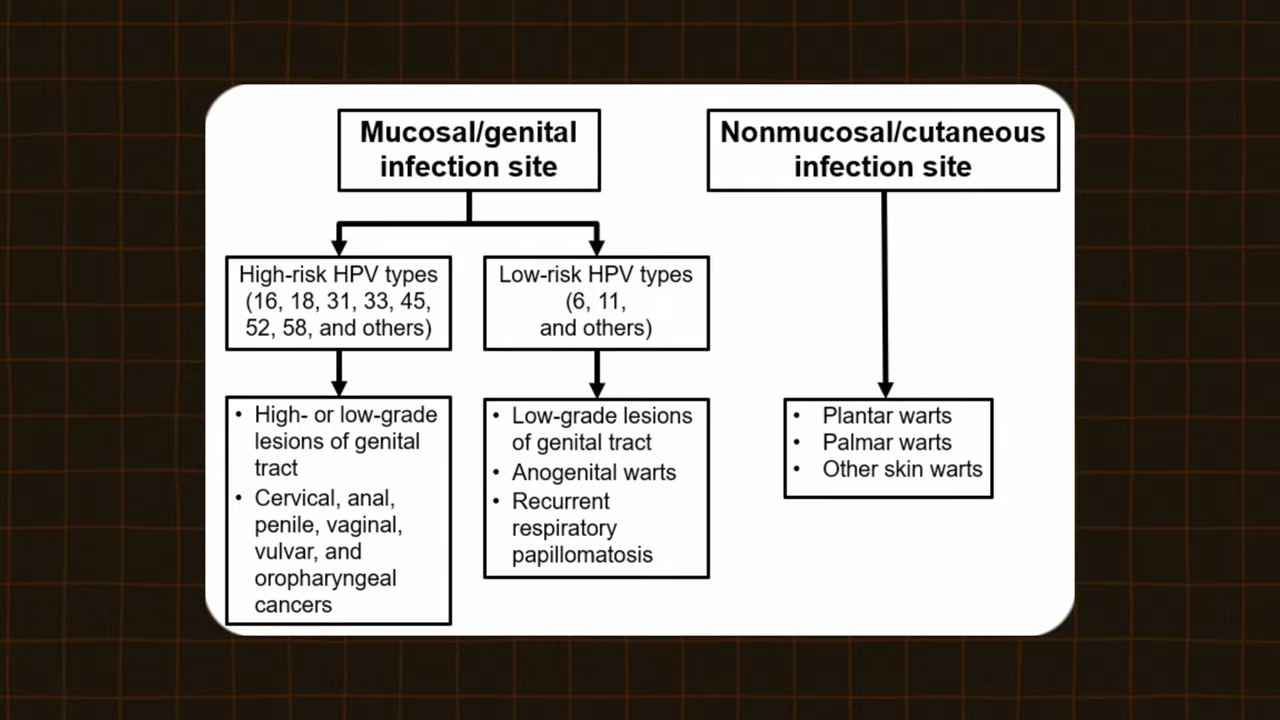 Mucosal/genital
infection site
Nonmucosal/cutaneous
infection site
High-risk HPV types
(16, 18, 31, 33, 45,
52, 58, and others)
Low-risk HPV types
(6, 11,
and others)
• High- or low-grade
lesions of genital
tract
• Cervical, anal,
penile, vaginal,
vulvar, and
oropharyngeal
cancers
• Low-grade lesions
of genital tract
• Anogenital warts
• Recurrent
respiratory
papillomatosis
• Plantar warts
• Palmar warts
• Other skin warts